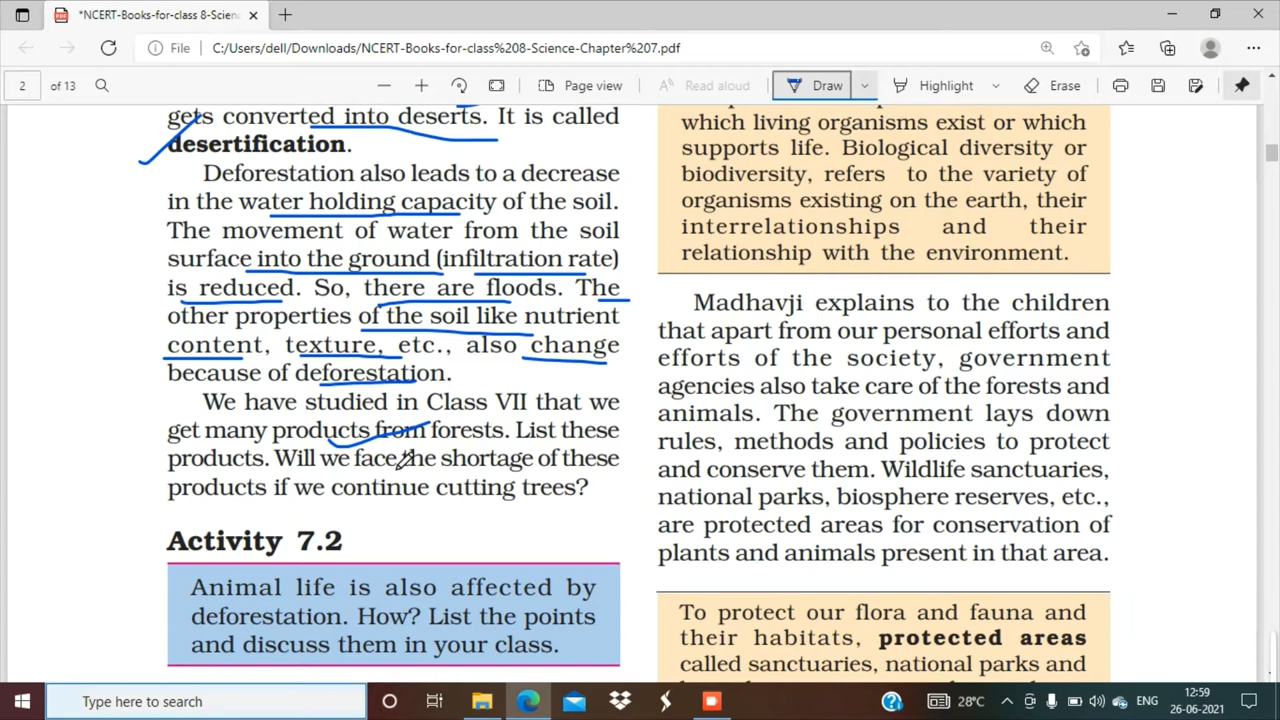 *NCERT-Books-for-class 8-Scien
File C:/Users/dell/Downloads/NCERT-Books-for-class%208-Science-Chapter%207.pdf
2 of 13 Page view Read aloud Draw Highlight Erase
gets converted into deserts. It is called
desertification.
Deforestation also leads to a decrease
in the water holding capacity of the soil.
The movement of water from the soil
surface into the ground (infiltration rate)
is reduced. So, there are floods. The
other properties of the soil like nutrient
content, texture, etc., also change
because of deforestation.
We have studied in Class VII that we
get many products from forests. List these
products. Will we face the shortage of these
products if we continue cutting trees?
Activity 7.2
Animal life is also affected by
deforestation. How? List the points
and discuss them in your class.
which living organisms exist or which
supports life. Biological diversity or
biodiversity, refers to the variety of
organisms existing on the earth, their
interrelationships and their
relationship with the environment.
Madhavji explains to the children
that apart from our personal efforts and
efforts of the society, government
agencies also take care of the forests and
animals. The government lays down
rules, methods and policies to protect
and conserve them. Wildlife sanctuaries,
national parks, biosphere reserves, etc.,
are protected areas for conservation of
plants and animals present in that area.
To protect our flora and fauna and
their habitats, protected areas
called sanctuaries, national parks and
Type here to search 28°C ENG 12:59
26-06-2021